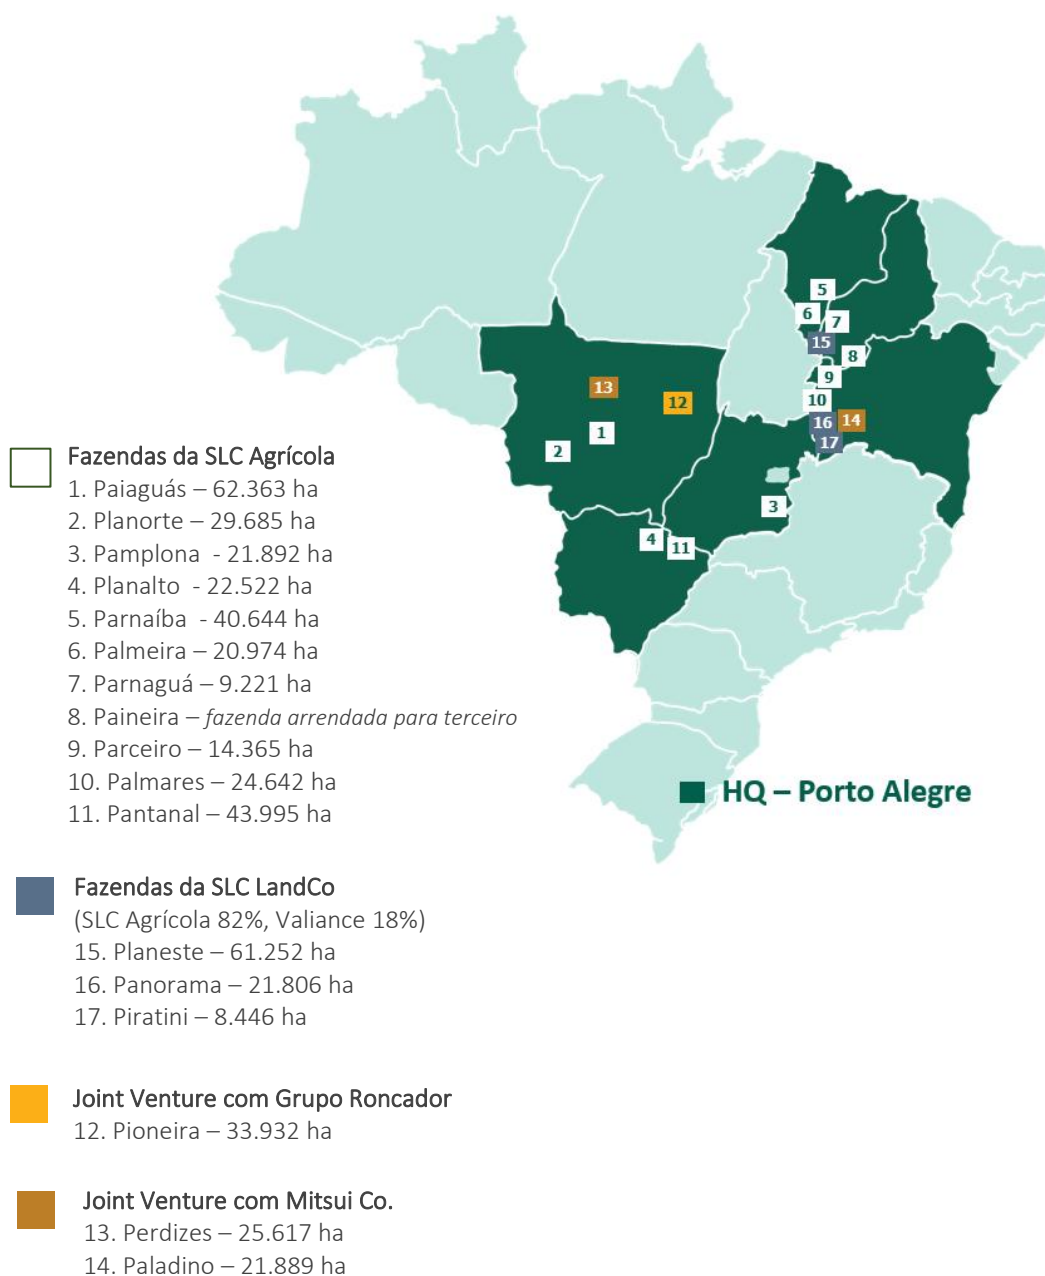 5
6
7
15
8
9
13
12
10
16
14
1
17
2
3
4
11
Fazendas da SLC Agrícola
1. Paiaguás – 62.363 ha
2. Planorte – 29.685 ha
3. Pamplona - 21.892 ha
4. Planalto - 22.522 ha
5. Parnaíba - 40.644 ha
6. Palmeira – 20.974 ha
7. Parnaguá – 9.221 ha
8. Paineira – fazenda arrendada para terceiro
9. Parceiro – 14.365 ha
10. Palmares – 24.642 ha
11. Pantanal – 43.995 ha
HQ – Porto Alegre
Fazendas da SLC LandCo
(SLC Agrícola 82%, Valiance 18%)
15. Planeste – 61.252 ha
16. Panorama – 21.806 ha
17. Piratini – 8.446 ha
Joint Venture com Grupo Roncador
12. Pioneira – 33.932 ha
Joint Venture com Mitsui Co.
13. Perdizes – 25.617 ha
14. Paladino – 21.889 ha